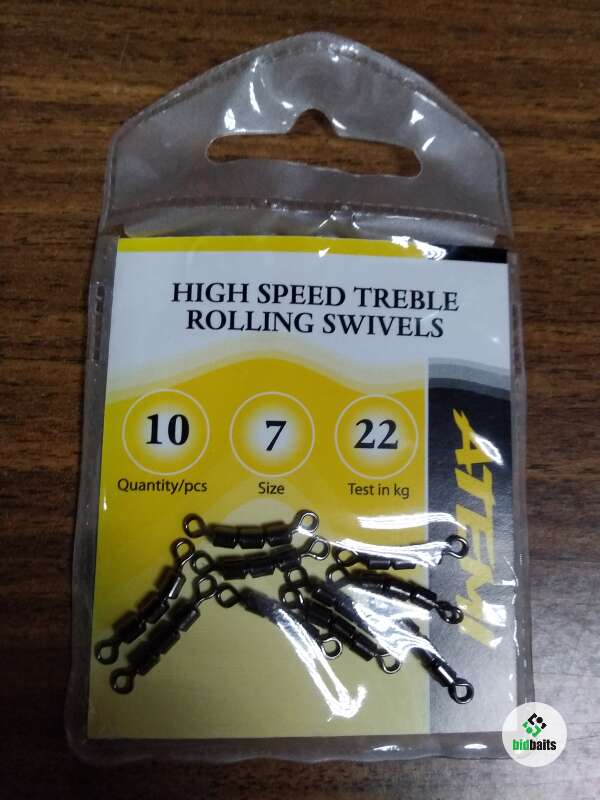 HIGH SPEED TREBLE
ROLLING SWIVELS
10
Quantity/pcs
7
Size
22
Test in kg
ATEMI
bidbaits